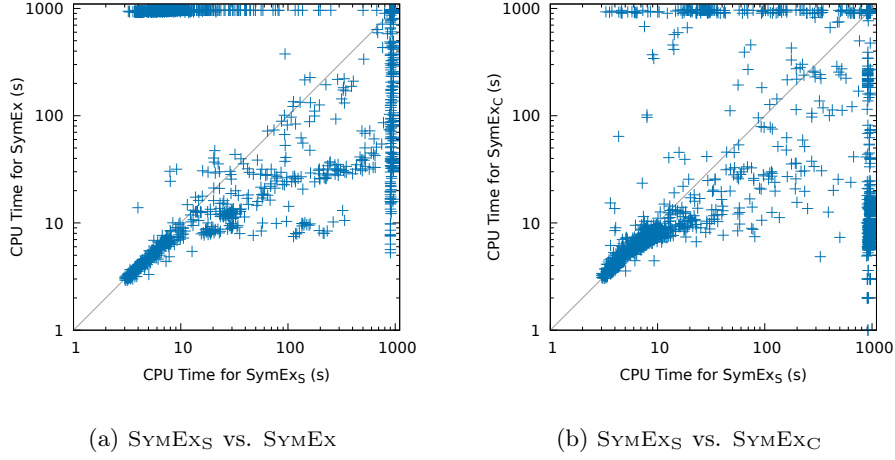 1000
100
10
1
1 10 100 1000
CPU Time for SymEx (s)
CPU Time for SymExS (s)
(a) SYMEXS vs. SYMEX
1000
100
10
1
1 10 100 1000
CPU Time for SymExC (s)
CPU Time for SymExS (s)
(b) SYMEXS vs. SYMEXC